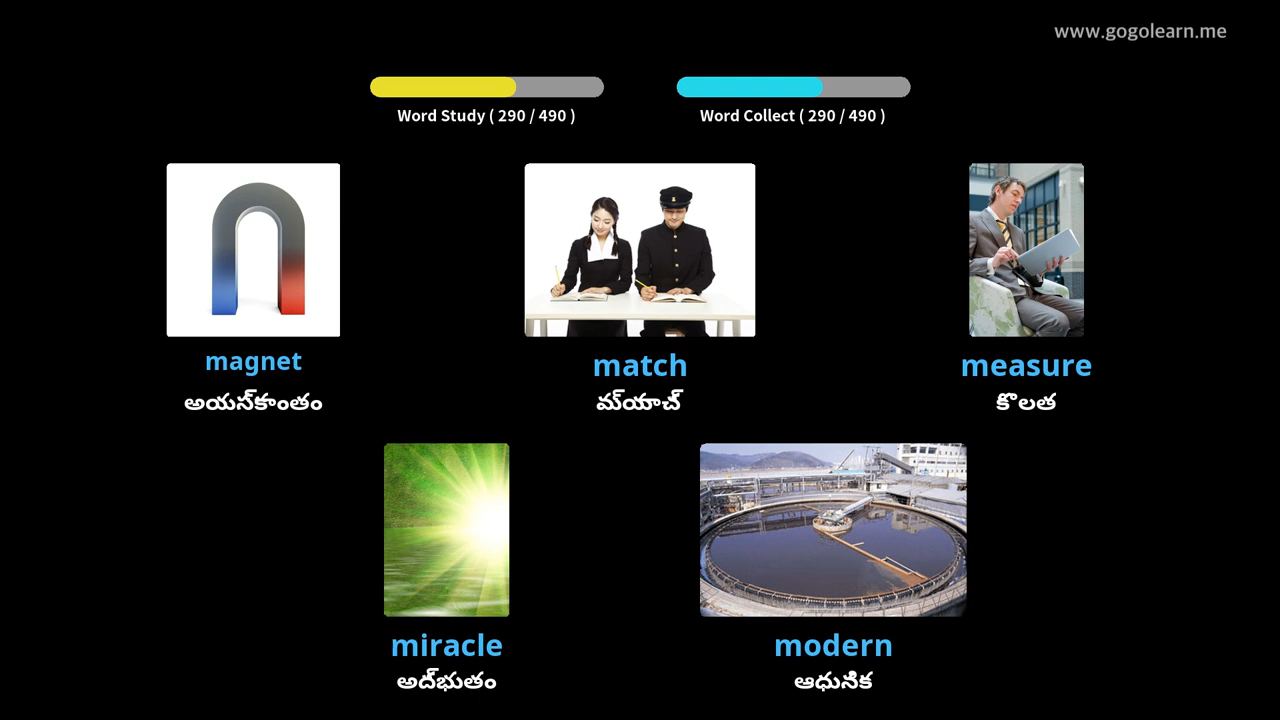 www.gogolearn.me
Word Study ( 290 / 490 )
Word Collect ( 290 / 490 )
magnet
అయస్‌కాంతం
match
మ్‌యాచ్
measure
కొలత
miracle
అద్‌భుతం
modern
ఆధునిక